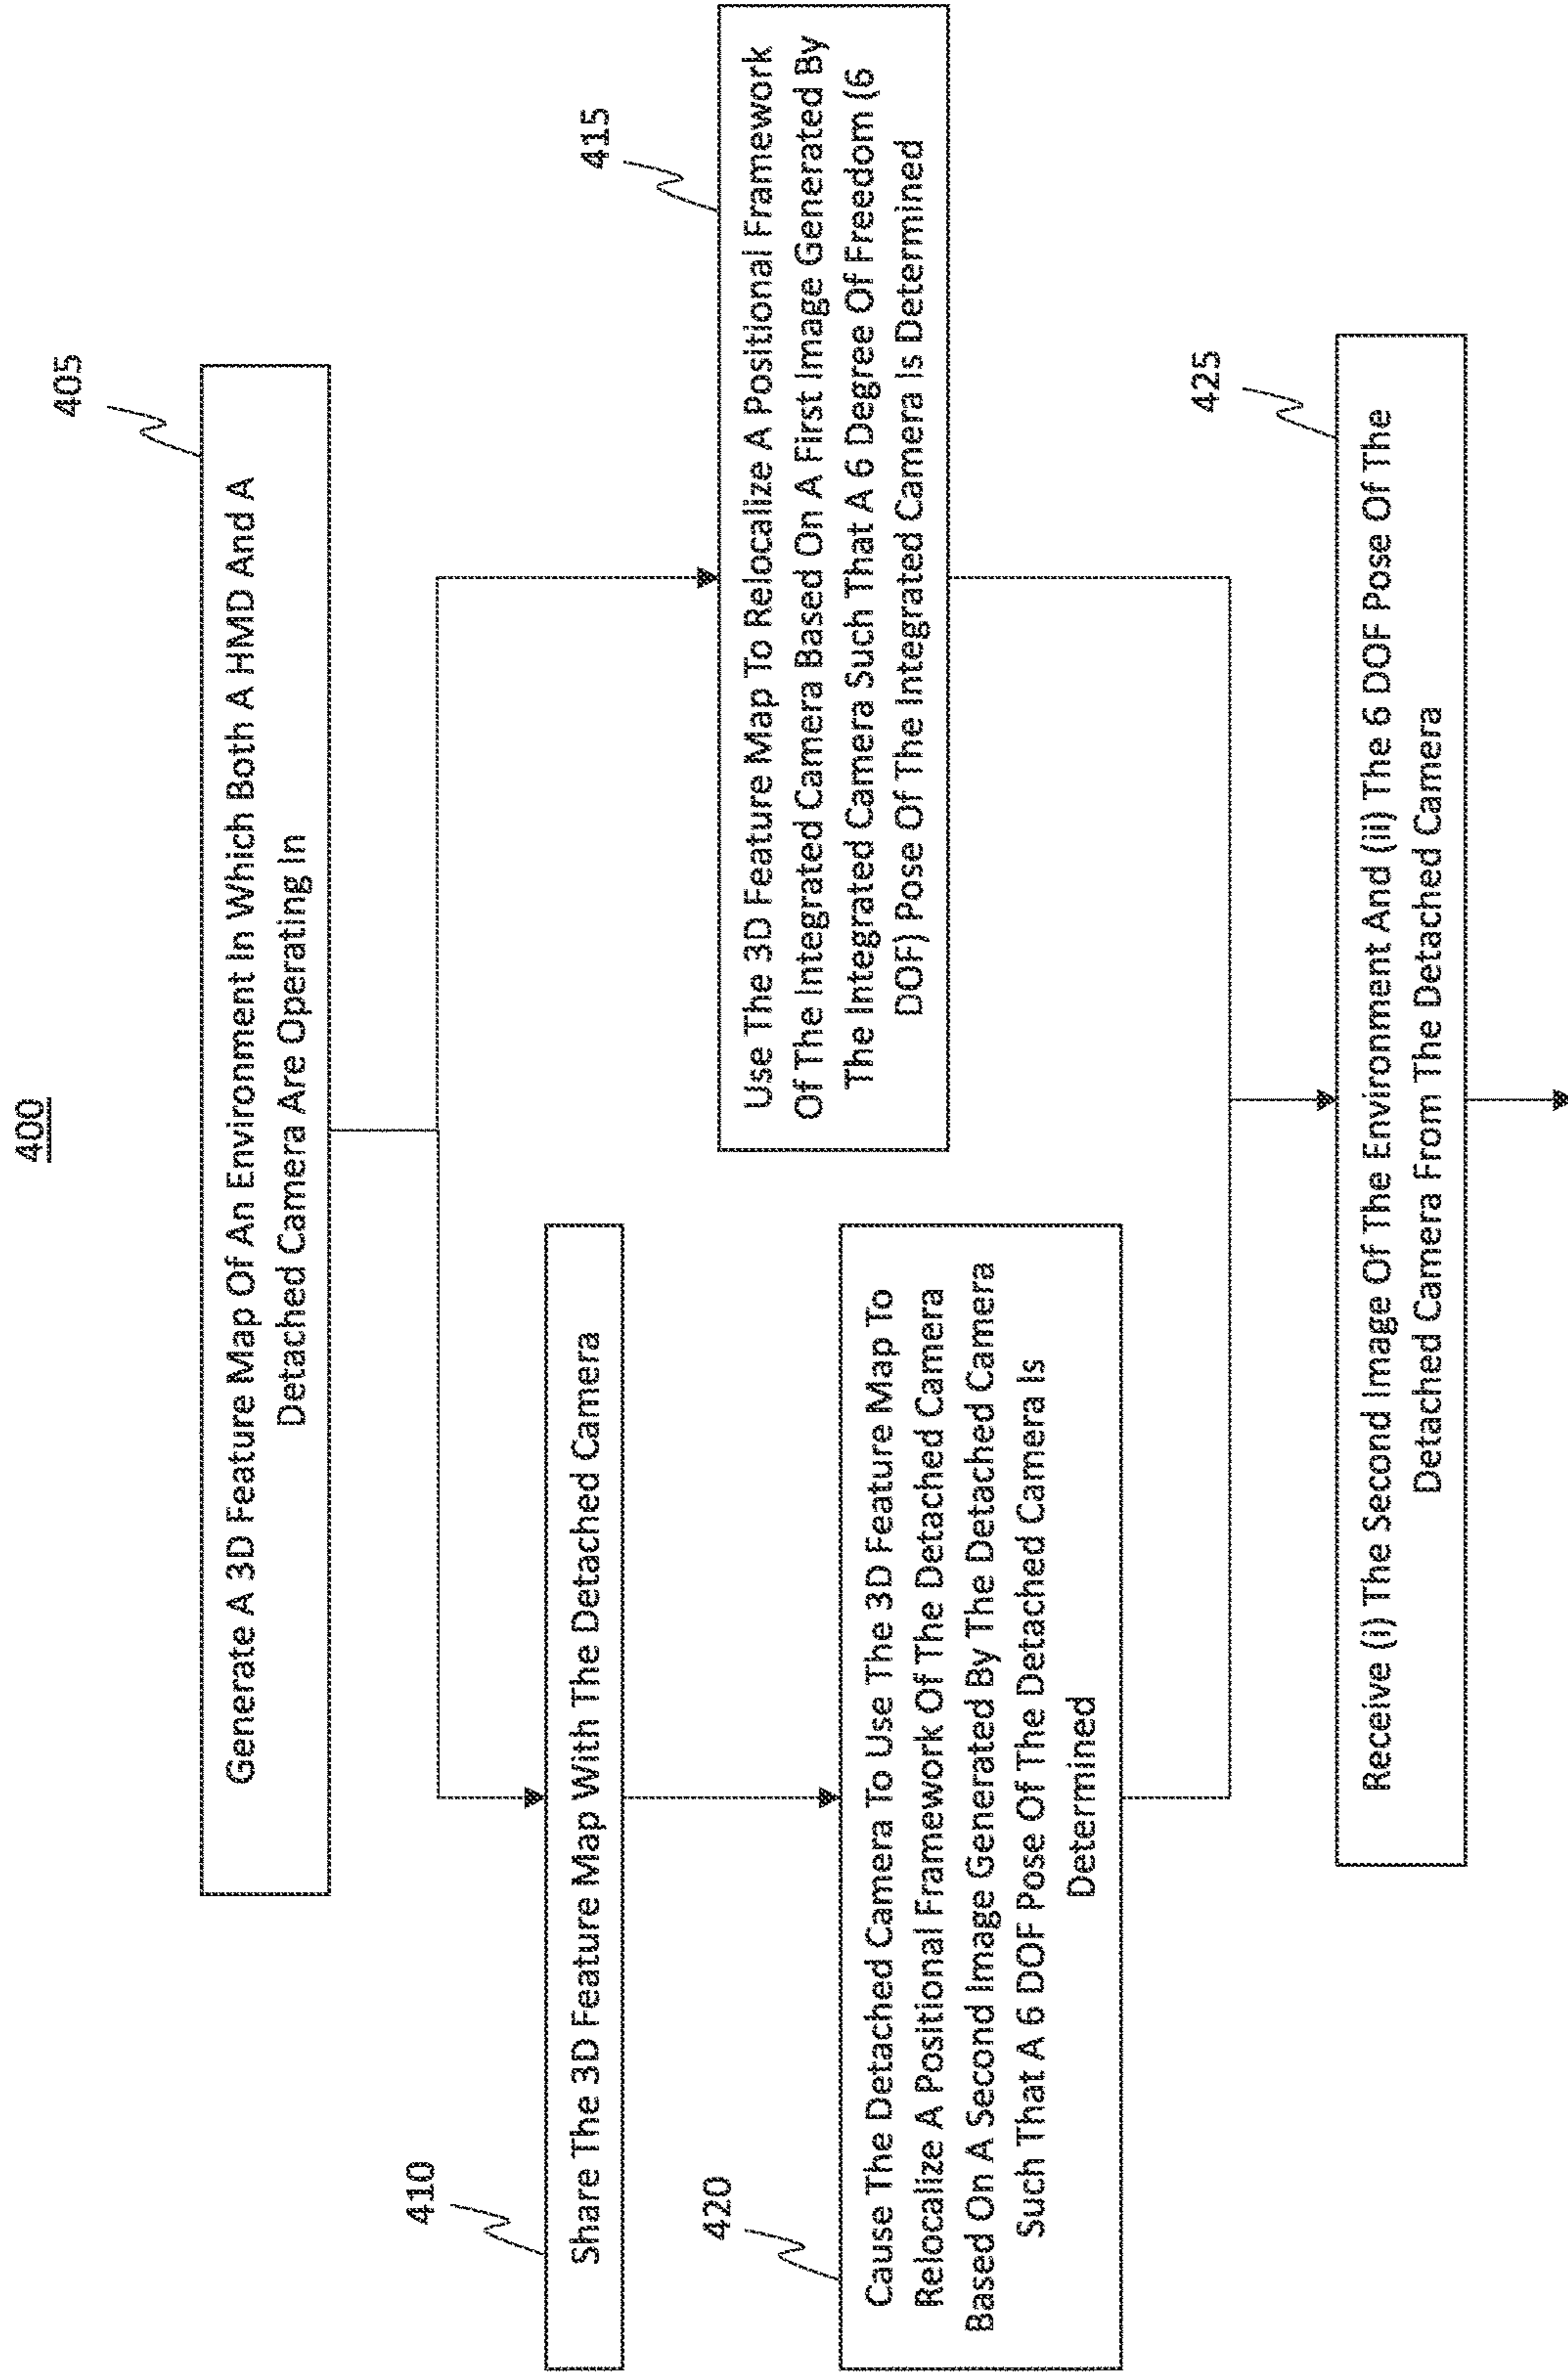 400
405
Generate A 3D Feature Map Of An Environment In Which Both A HMD And A
Detached Camera Are Operating In
410
Share The 3D Feature Map With The Detached Camera
415
Use The 3D Feature Map To Relocalize A Positional Framework
Of The Integrated Camera Based On A First Image Generated By
The Integrated Camera Such That A 6 Degree Of Freedom (6
DOF) Pose Of The Integrated Camera Is Determined
420
Cause The Detached Camera To Use The 3D Feature Map To
Relocalize A Positional Framework Of The Detached Camera
Based On A Second Image Generated By The Detached Camera
Such That A 6 DOF Pose Of The Detached Camera Is
Determined
425
Receive (i) The Second Image Of The Environment And (ii) The 6 DOF Pose Of The
Detached Camera From The Detached Camera